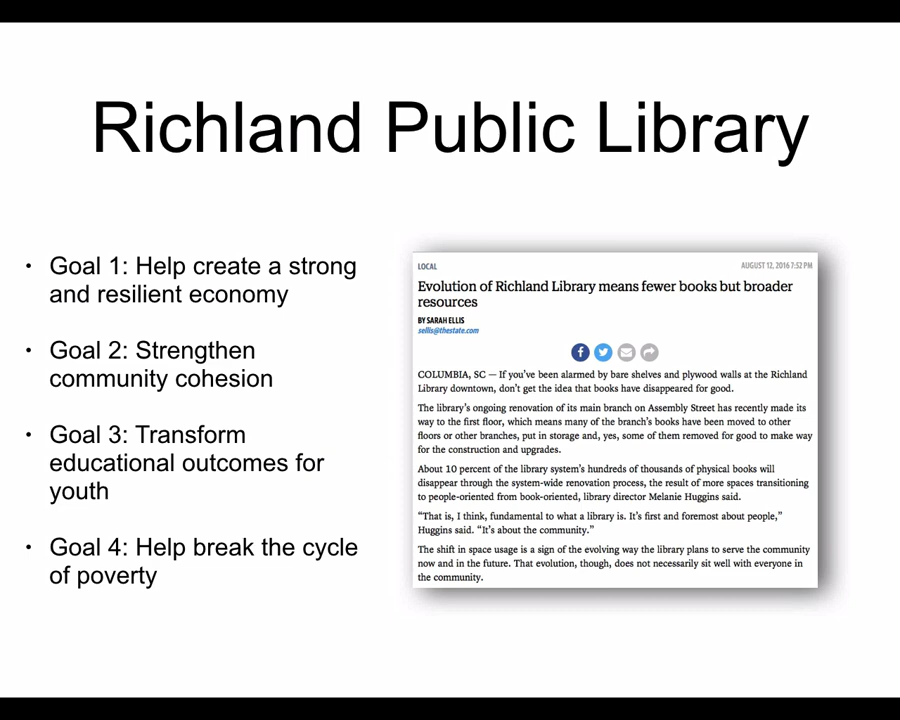 Richland Public Library
• Goal 1: Help create a strong
and resilient economy
• Goal 2: Strengthen
community cohesion
• Goal 3: Transform
educational outcomes for
youth
• Goal 4: Help break the cycle
of poverty
LOCAL
AUGUST 12, 2016 7:52 PM
Evolution of Richland Library means fewer books but broader
resources
BY SARAH ELLIS
sellis@thestate.com
COLUMBIA, SC — If you've been alarmed by bare shelves and plywood walls at the Richland
Library downtown, don't get the idea that books have disappeared for good.
The library's ongoing renovation of its main branch on Assembly Street has recently made its
way to the first floor, which means many of the branch's books have been moved to other
floors or other branches, put in storage and, yes, some of them removed for good to make way
for the construction and upgrades.
About 10 percent of the library system's hundreds of thousands of physical books will
disappear through the system-wide renovation process, the result of more spaces transitioning
to people-oriented from book-oriented, library director Melanie Huggins said.
"That is, I think, fundamental to what a library is. It's first and foremost about people,"
Huggins said. "It's about the community."
The shift in space usage is a sign of the evolving way the library plans to serve the community
now and in the future. That evolution, though, does not necessarily sit well with everyone in
the community.